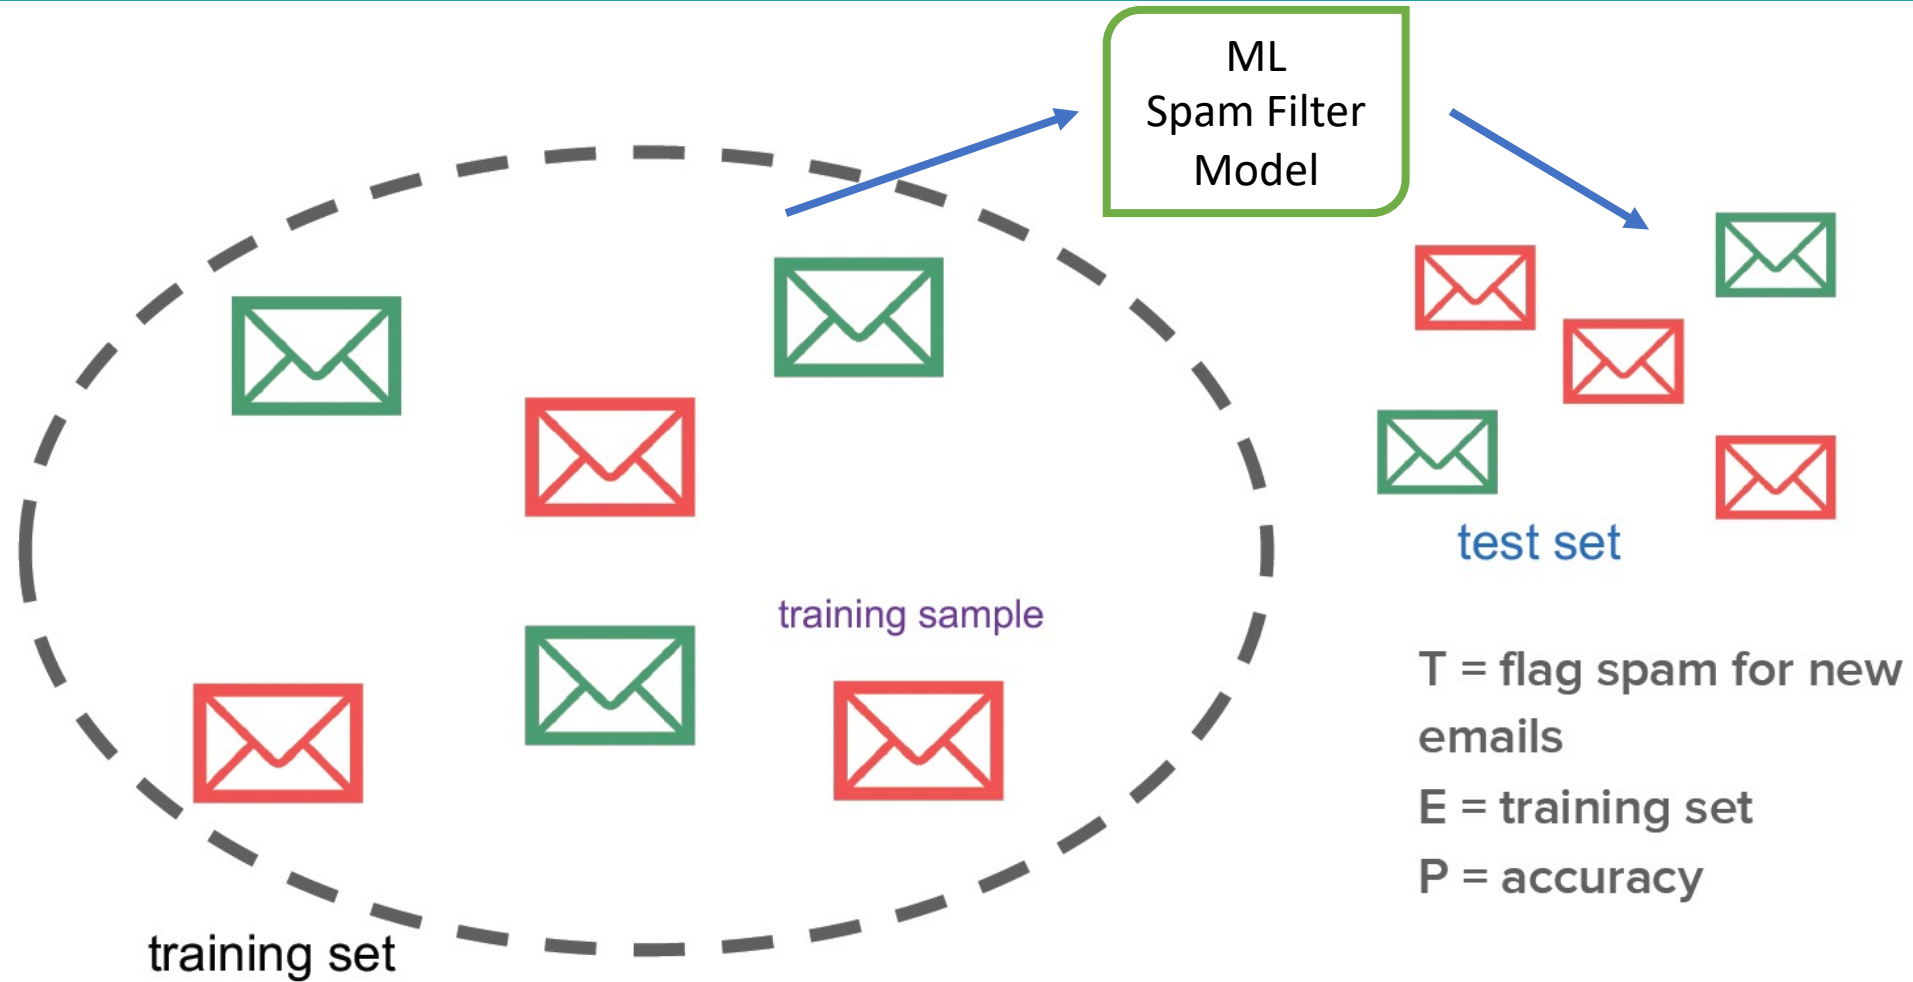 ML
Spam Filter
Model
training sample
training set
test set
T = flag spam for new
emails
E = training set
P = accuracy